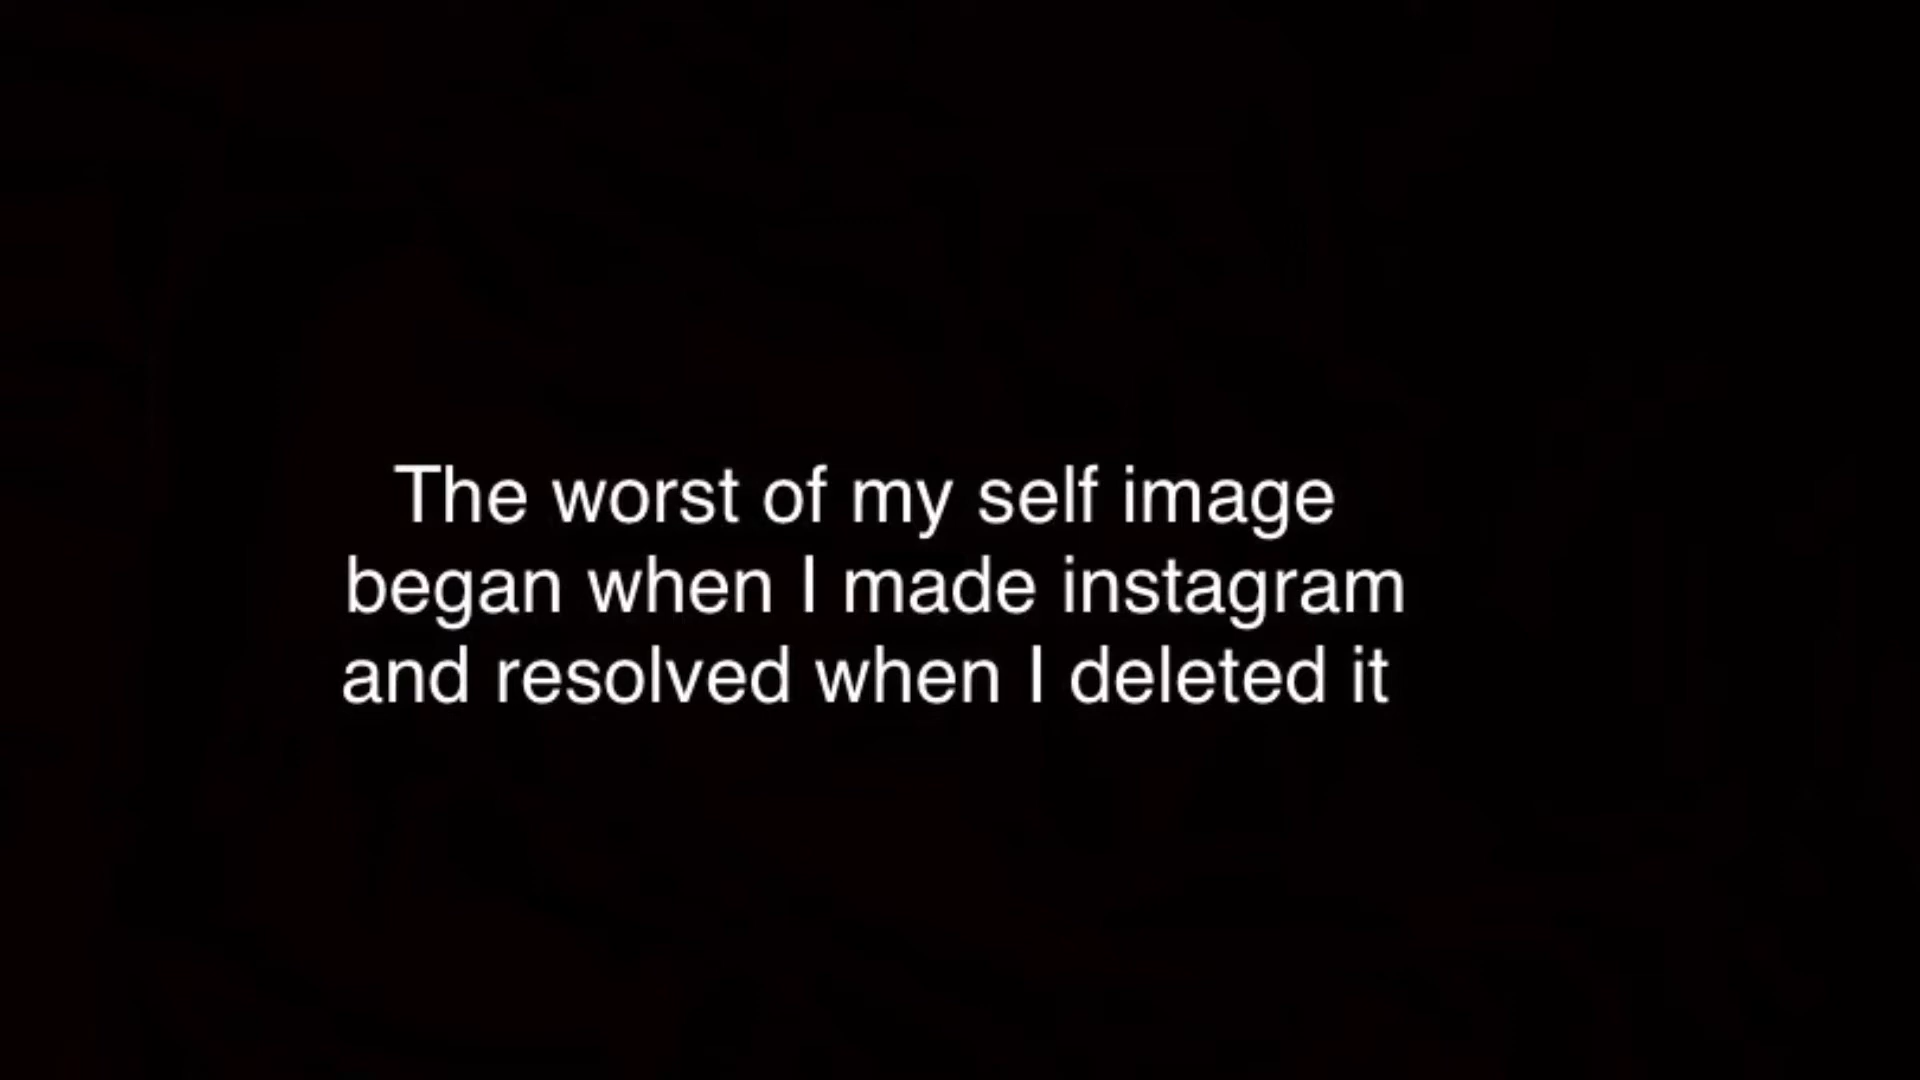 The worst of my self image
began when I made instagram
and resolved when I deleted it